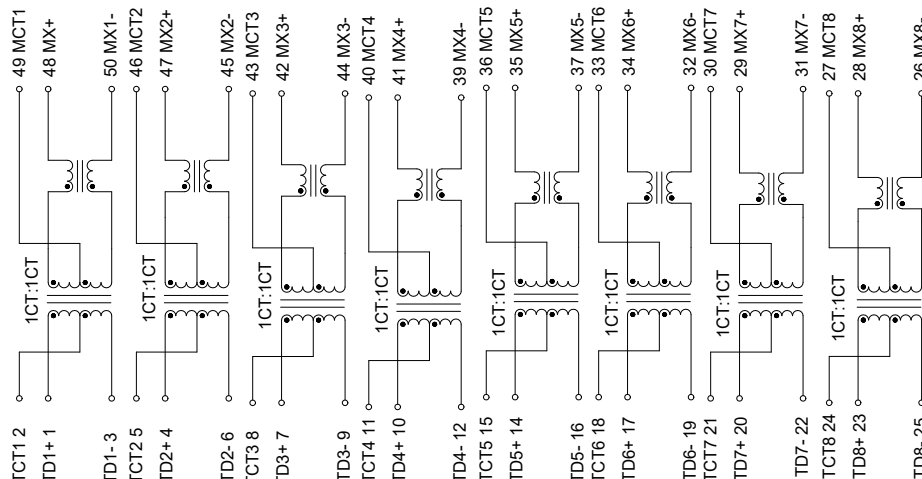 49 MCT1
48 MX+
50 MX1-
46 MCT2
47 MX2+
45 MX2-
43 MCT3
42 MX3+
44 MX3-
40 MCT4
41 MX4+
39 MX4-
36 MCT5
35 MX5+
37 MX5-
33 MCT6
34 MX6+
32 MX6-
30 MCT7
29 MX7+
31 MX7-
27 MCT8
28 MX8+
26 MX8-
1CT:1CT
1CT:1CT
1CT:1CT
1CT:1CT
1CT:1CT
1CT:1CT
1CT:1CT
1CT:1CT
TCT1 2
TD1+ 1
TD1- 3
TCT2 5
TD2+ 4
TD2- 6
TCT3 8
TD3+ 7
TD3- 9
TCT4 11
TD4+ 10
TD4- 12
TCT5 15
TD5+ 14
TD5- 16
TCT6 18
TD6+ 17
TD6- 19
TCT7 21
TD7+ 20
TD7- 22
TCT8 24
TD8+ 23
TD8- 25